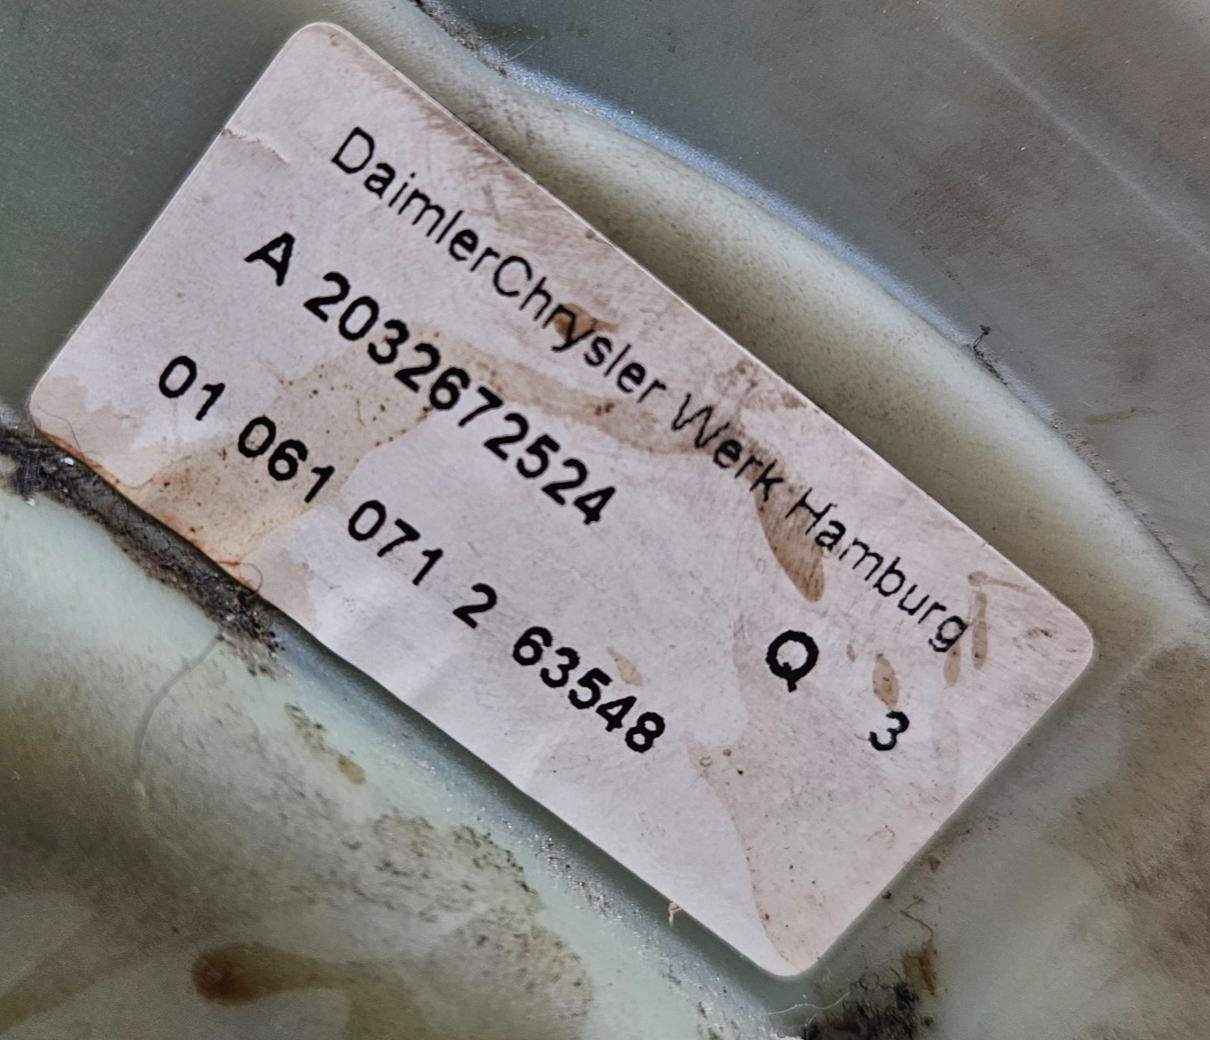 DaimlerChrysler Werk Hamburg
A 2032672524
Q
01 061 071 2 63548
3